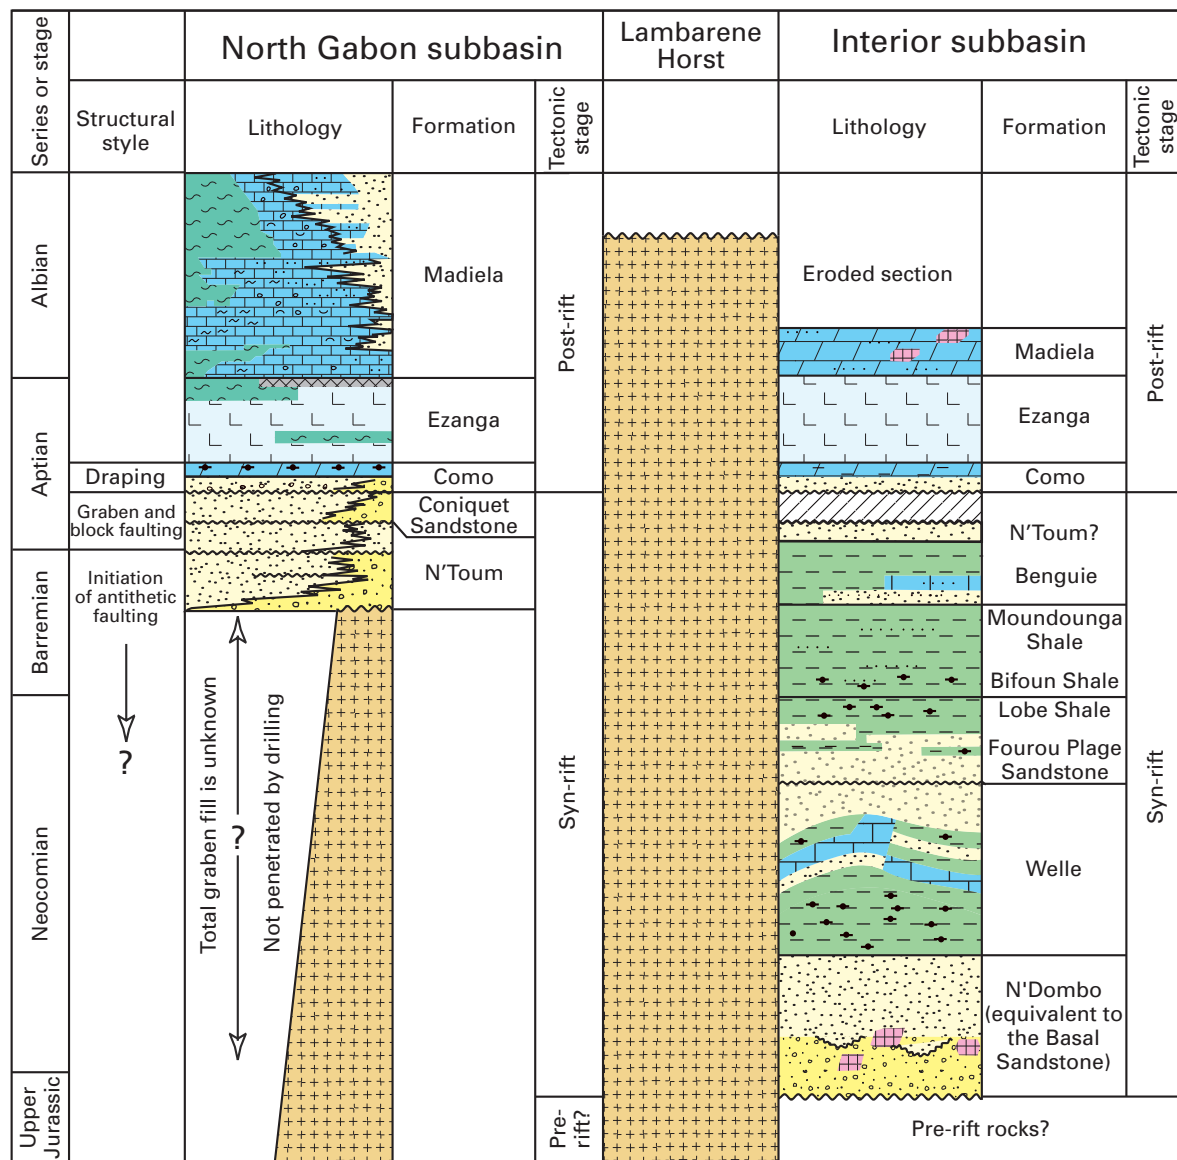 North Gabon subbasin
Lambarene
Horst
Interior subbasin
Series or stage
Structural
style
Lithology
Formation
Tectonic
stage
Lithology
Formation
Tectonic
stage
Albian
Aptian
Barremian
Neocomian
Upper
Jurassic
Draping
Graben and
block faulting
Initiation
of antithetic
faulting
?
Total graben fill is unknown
?
Not penetrated by drilling
Madiela
Ezanga
Como
Coniquet
Sandstone
N'Toum
Post-rift
Syn-rift
Pre-
rift?
Eroded section
Madiela
Ezanga
Como
N'Toum?
Benguie
Moundounga
Shale
Bifoun Shale
Lobe Shale
Fourou Plage
Sandstone
Welle
N'Dombo
(equivalent to
the Basal
Sandstone)
Pre-rift rocks?
Post-rift
Syn-rift